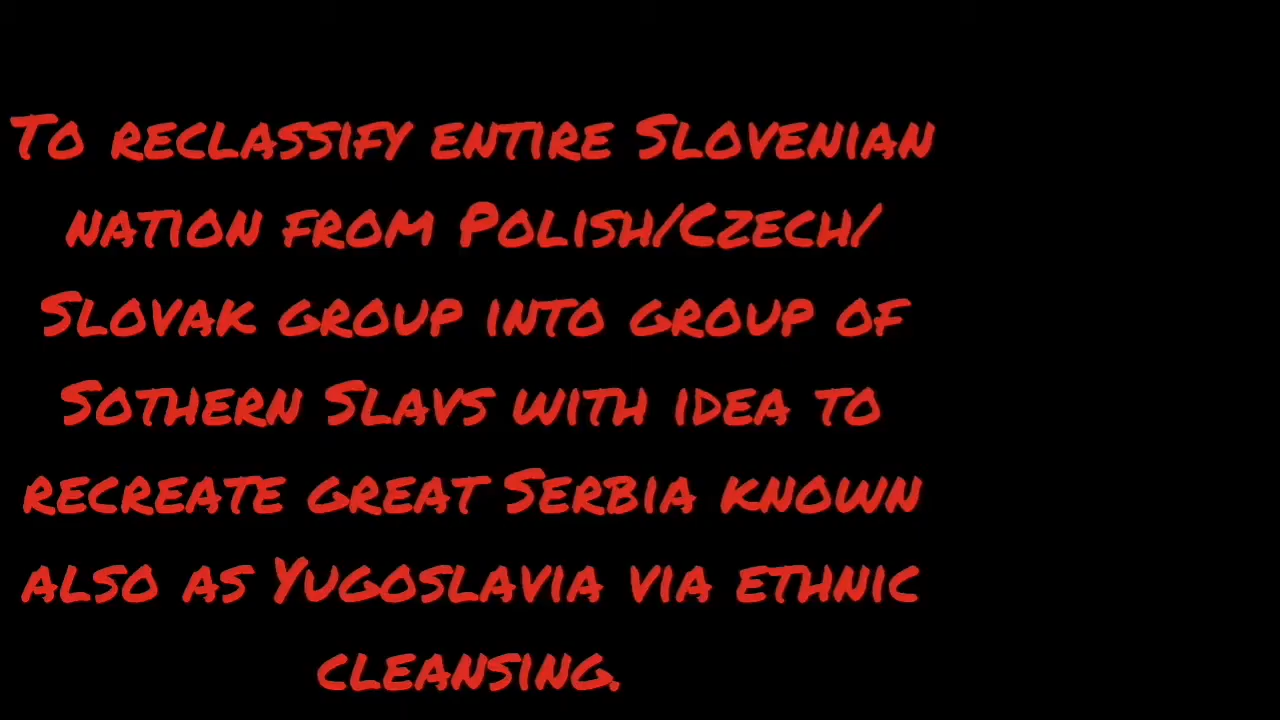 To reclassify entire Slovenian
nation from Polish/Czech/
Slovak group into group of
Sothern Slavs with idea to
recreate great Serbia known
also as Yugoslavia via ethnic
cleansing.